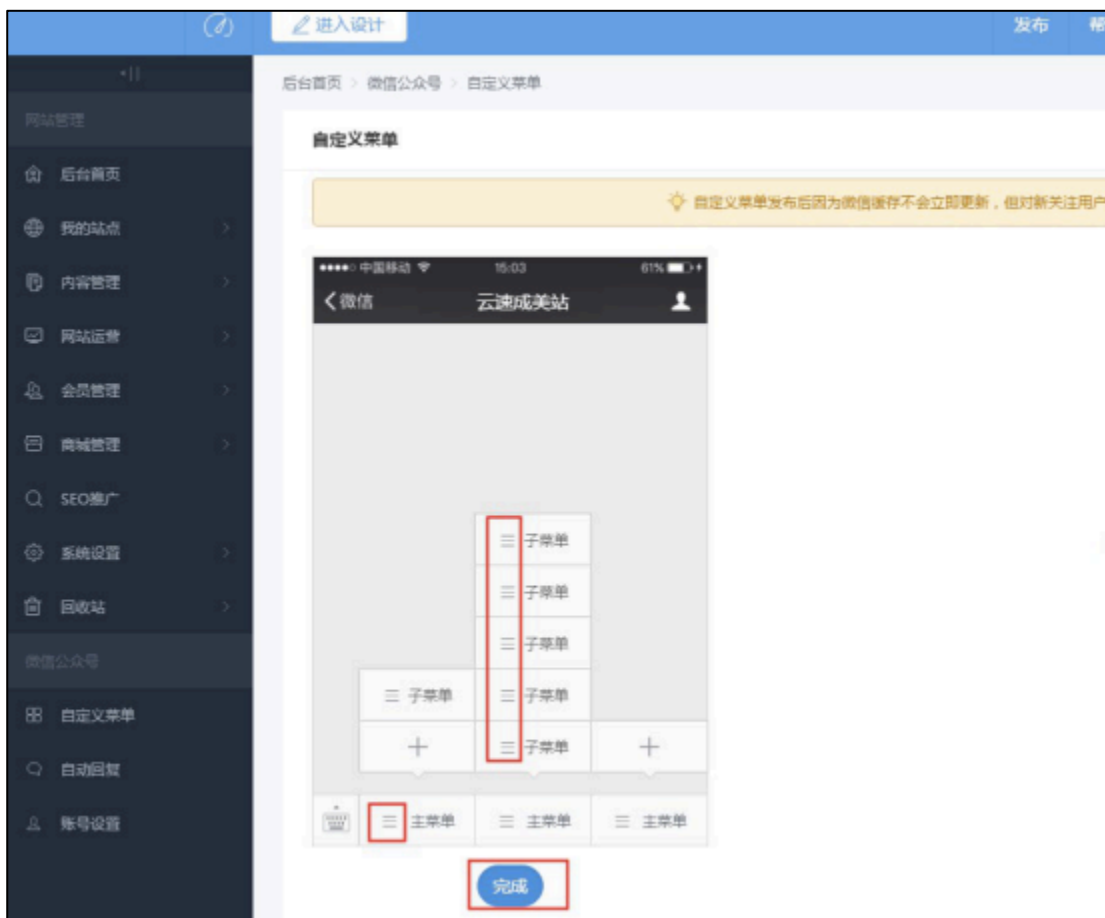 进入设计
发布
帮
后台首页 > 微信公众号 > 自定义菜单
网站管理
自定义菜单
后台首页
自定义菜单发布后因为微信缓存不会立即更新，但对新关注用户
我的站点
内容管理
网站运营
会员管理
商城管理
SEO推广
系统设置
回收站
微信公众号
自定义菜单
自动回复
账号设置
中国移动 15:03 61%
微信 云速成美站
子菜单
子菜单
子菜单
子菜单 子菜单
子菜单
主菜单 主菜单 主菜单
完成